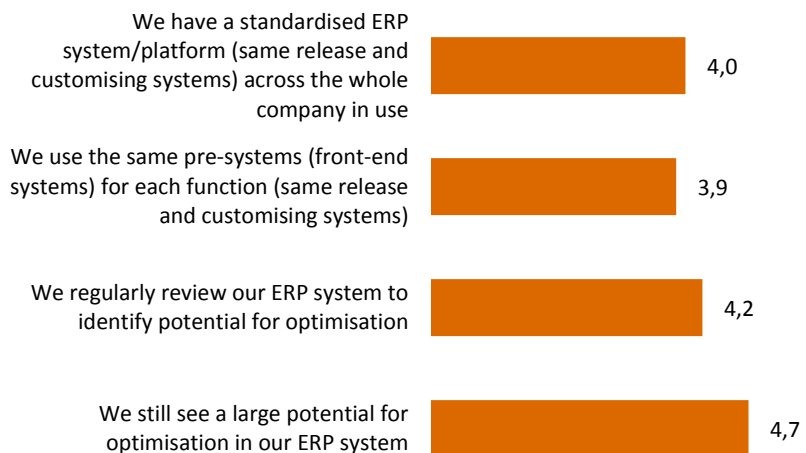 We have a standardised ERP
system/platform (same release and
customising systems) across the whole
company in use
4,0
We use the same pre-systems (front-end
systems) for each function (same release
and customising systems)
3,9
We regularly review our ERP system to
identify potential for optimisation
4,2
We still see a large potential for
optimisation in our ERP system
4,7